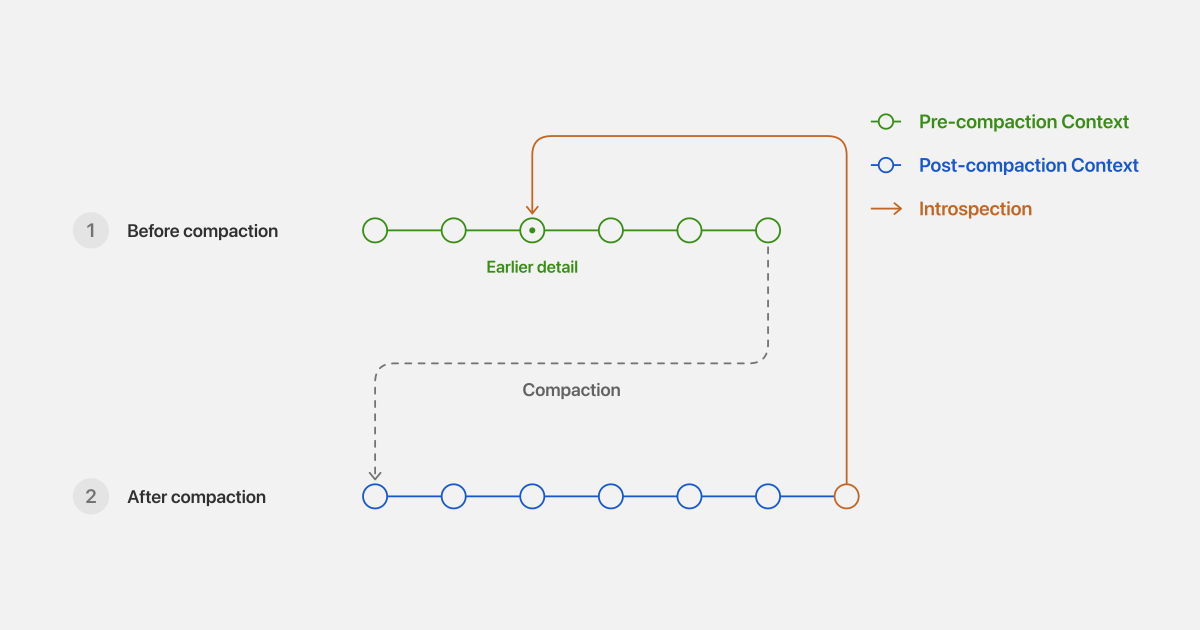 Pre-compaction Context
Post-compaction Context
Introspection
1 Before compaction
Earlier detail
Compaction
2 After compaction